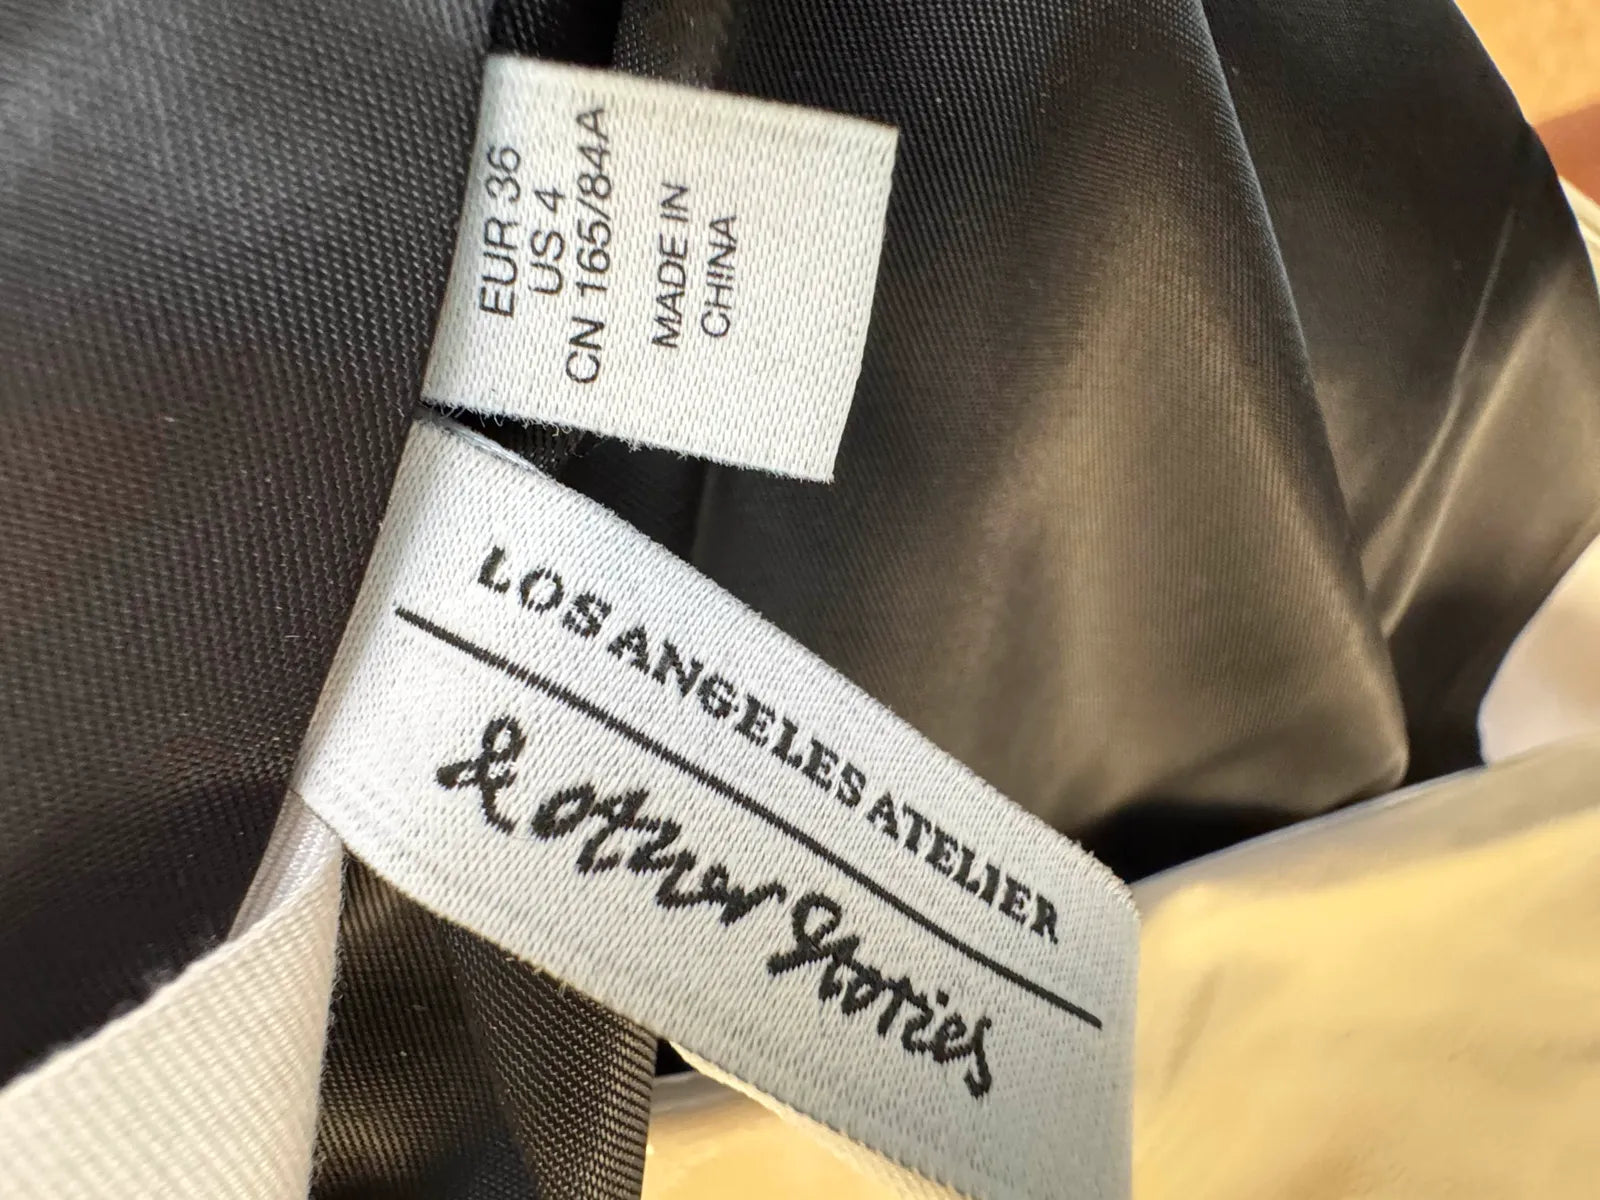 EUR 36
US 4
CN 165/84A
MADE IN
CHINA
LOS ANGELES ATELIER
& other Stories